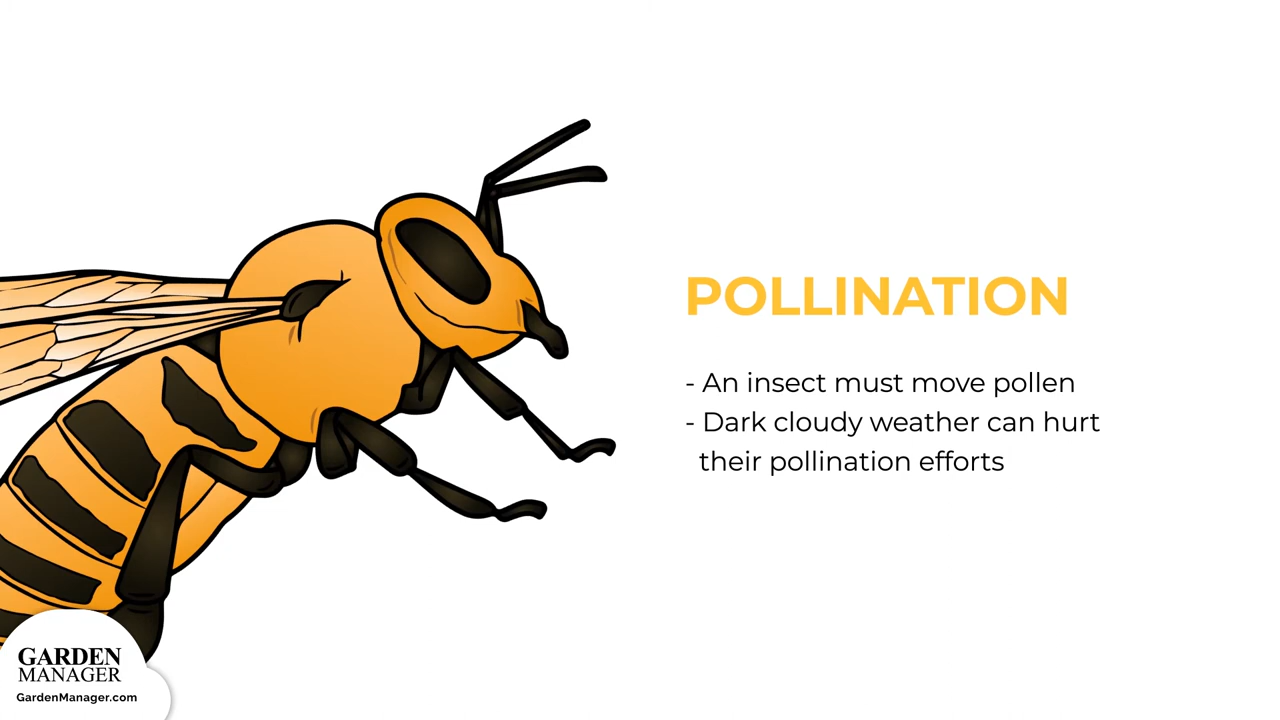 POLLINATION
- An insect must move pollen
- Dark cloudy weather can hurt
their pollination efforts
GARDEN
MANAGER
GardenManager.com